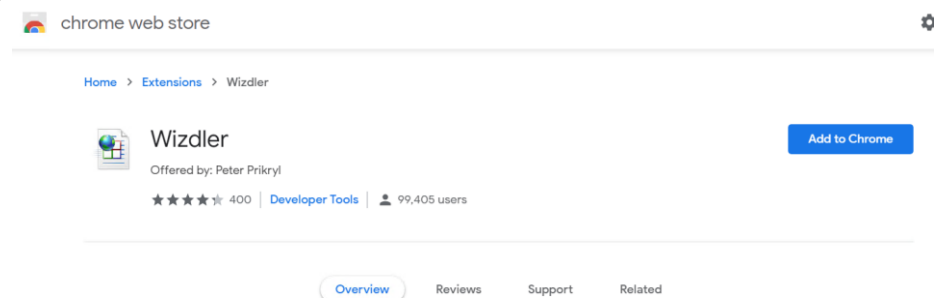 chrome web store
Home > Extensions > Wizdler
Wizdler
Add to Chrome
Offered by: Peter Prikryl
400 | Developer Tools | 99,405 users
Overview Reviews Support Related